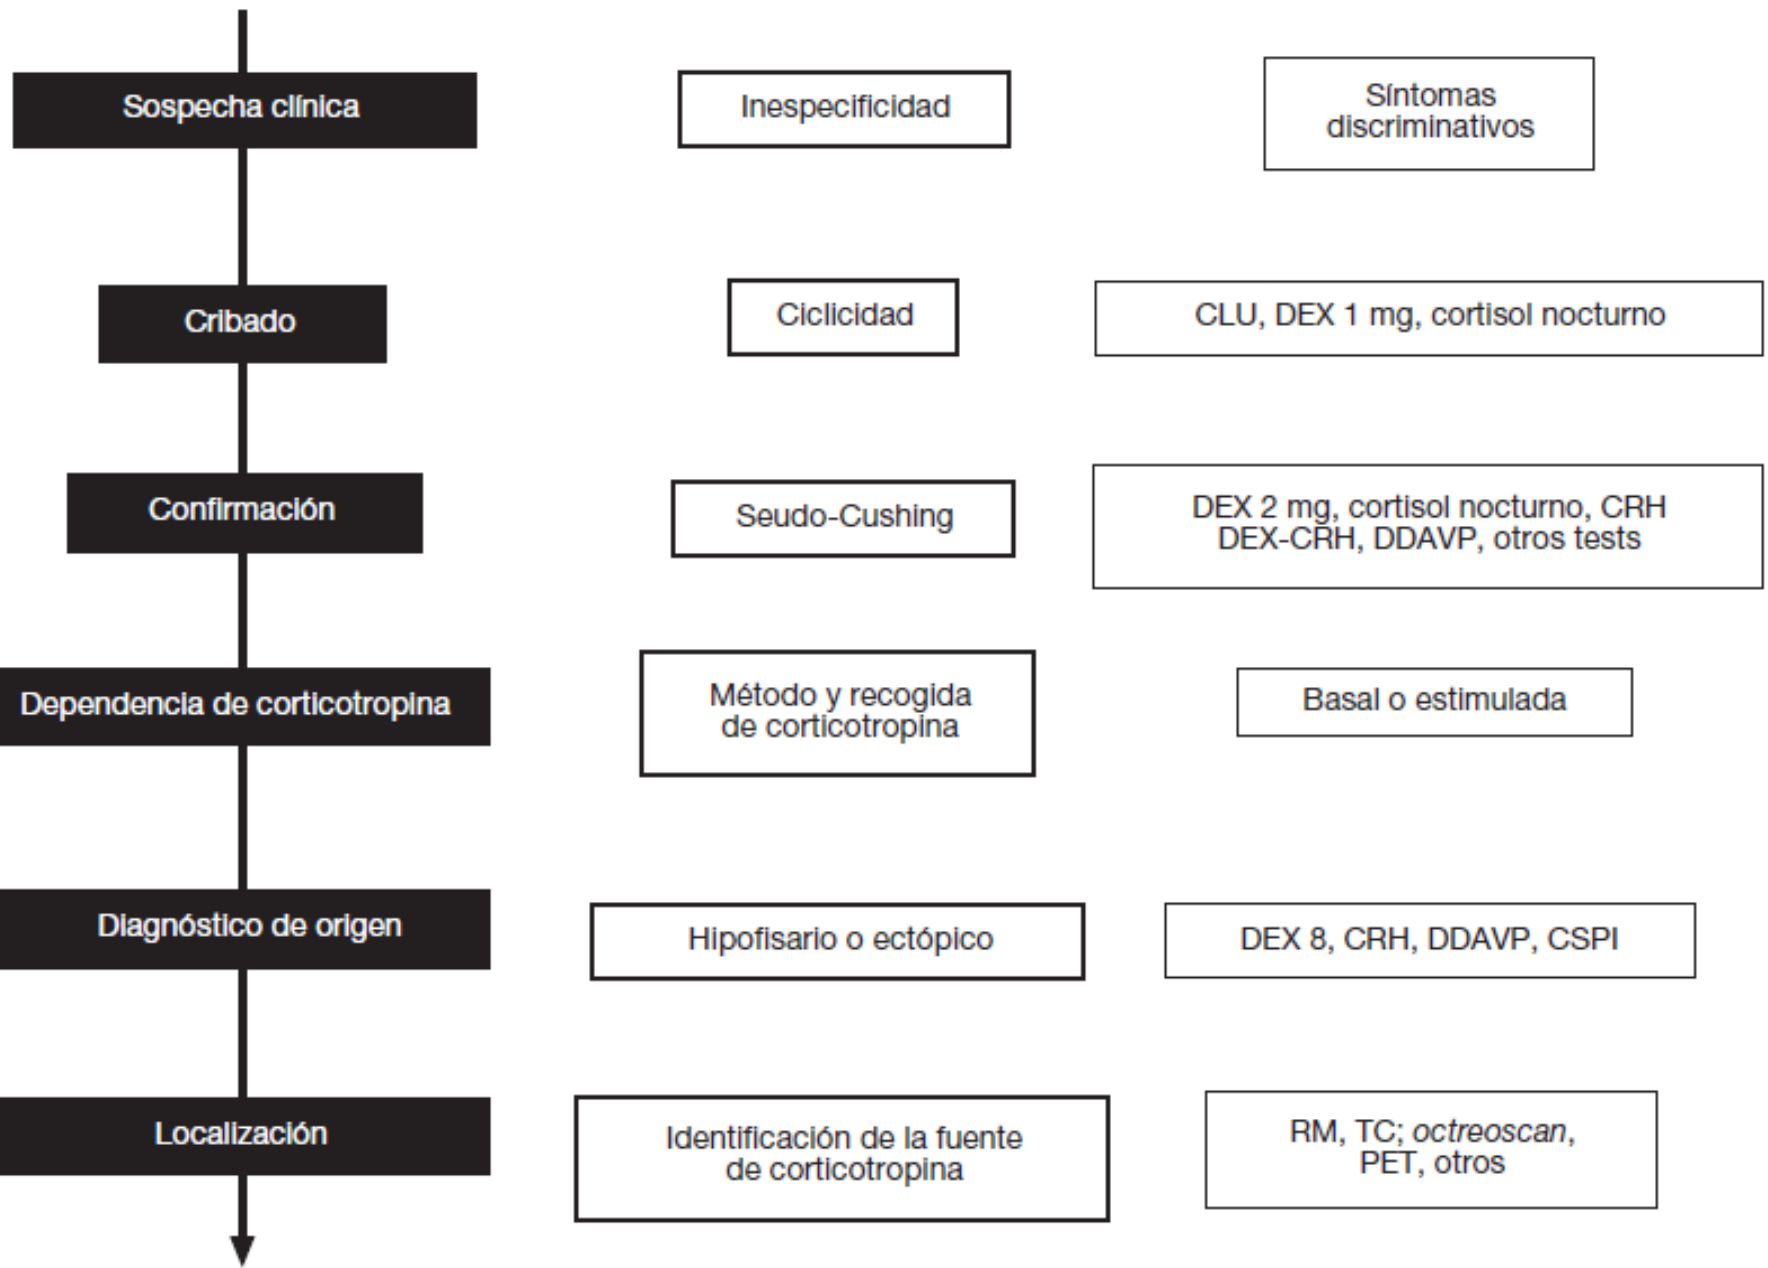 Sospecha clínica
Inespecificidad
Síntomas
discriminativos
Cribado
Ciclicidad
CLU, DEX 1 mg, cortisol nocturno
Confirmación
Seudo-Cushing
DEX 2 mg, cortisol nocturno, CRH
DEX-CRH, DDAVP, otros tests
Dependencia de corticotropina
Método y recogida
de corticotropina
Basal o estimulada
Diagnóstico de origen
Hipofisario o ectópico
DEX 8, CRH, DDAVP, CSPI
Localización
Identificación de la fuente
de corticotropina
RM, TC; octreoscan,
PET, otros